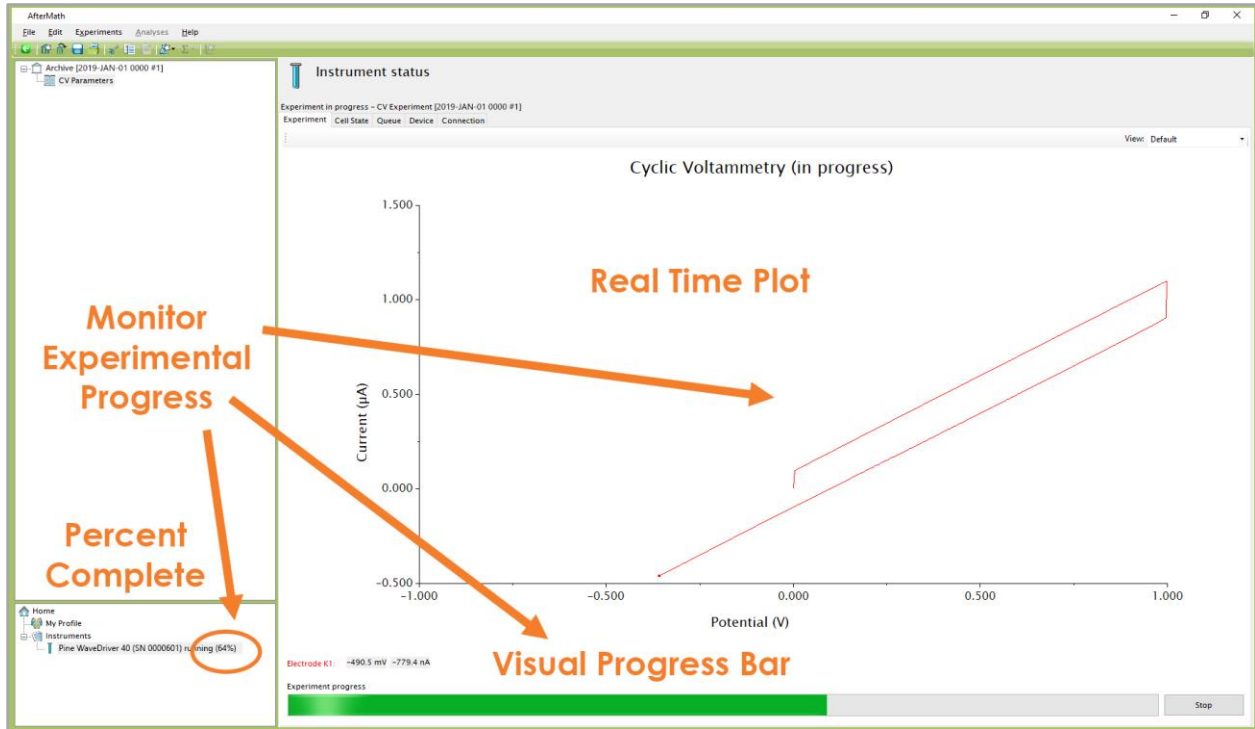 AfterMath
File Edit Experiments Analyses Help
Archive [2019-JAN-01 0000 #1]
CV Parameters
Instrument status
Experiment in progress - CV Experiment [2019-JAN-01 0000 #1]
Experiment Cell State Queue Device Connection
View: Default
Cyclic Voltammetry (in progress)
1.500
1.000
0.500
0.000
-0.500
Current (µA)
-1.000 -0.500 0.000 0.500 1.000
Potential (V)
Real Time Plot
Monitor
Experimental
Progress
Percent
Complete
Home
My Profile
Instruments
Pine WaveDriver 40 (SN 0000601) running (64%)
Visual Progress Bar
Electrode K1: -490.5 mV -779.4 nA
Experiment progress
Stop